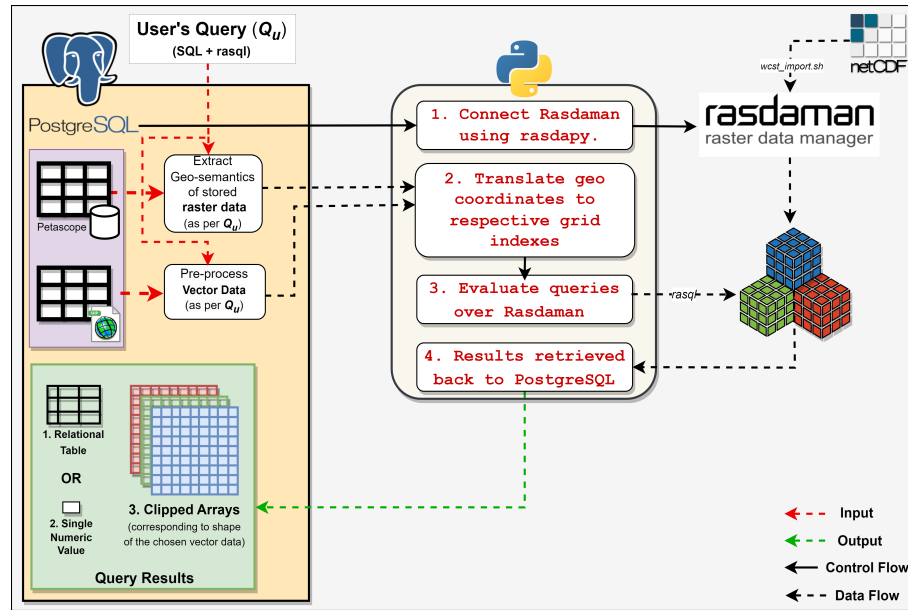 User's Query (Qu)
(SQL + rasql)
PostgreSQL
Petascope
Extract
Geo-semantics
of stored
raster data
(as per Qu)
Pre-process
Vector Data
(as per Qu)
1. Connect Rasdaman
using rasdapy.
2. Translate geo
coordinates to
respective grid
indexes
3. Evaluate queries
over Rasdaman
4. Results retrieved
back to PostgreSQL
wcst_import.sh
netCDF
rasdaman
raster data manager
rasql
1. Relational
Table
OR
2. Single
Numeric
Value
3. Clipped Arrays
(corresponding to shape
of the chosen vector data)
Query Results
Input
Output
Control Flow
Data Flow